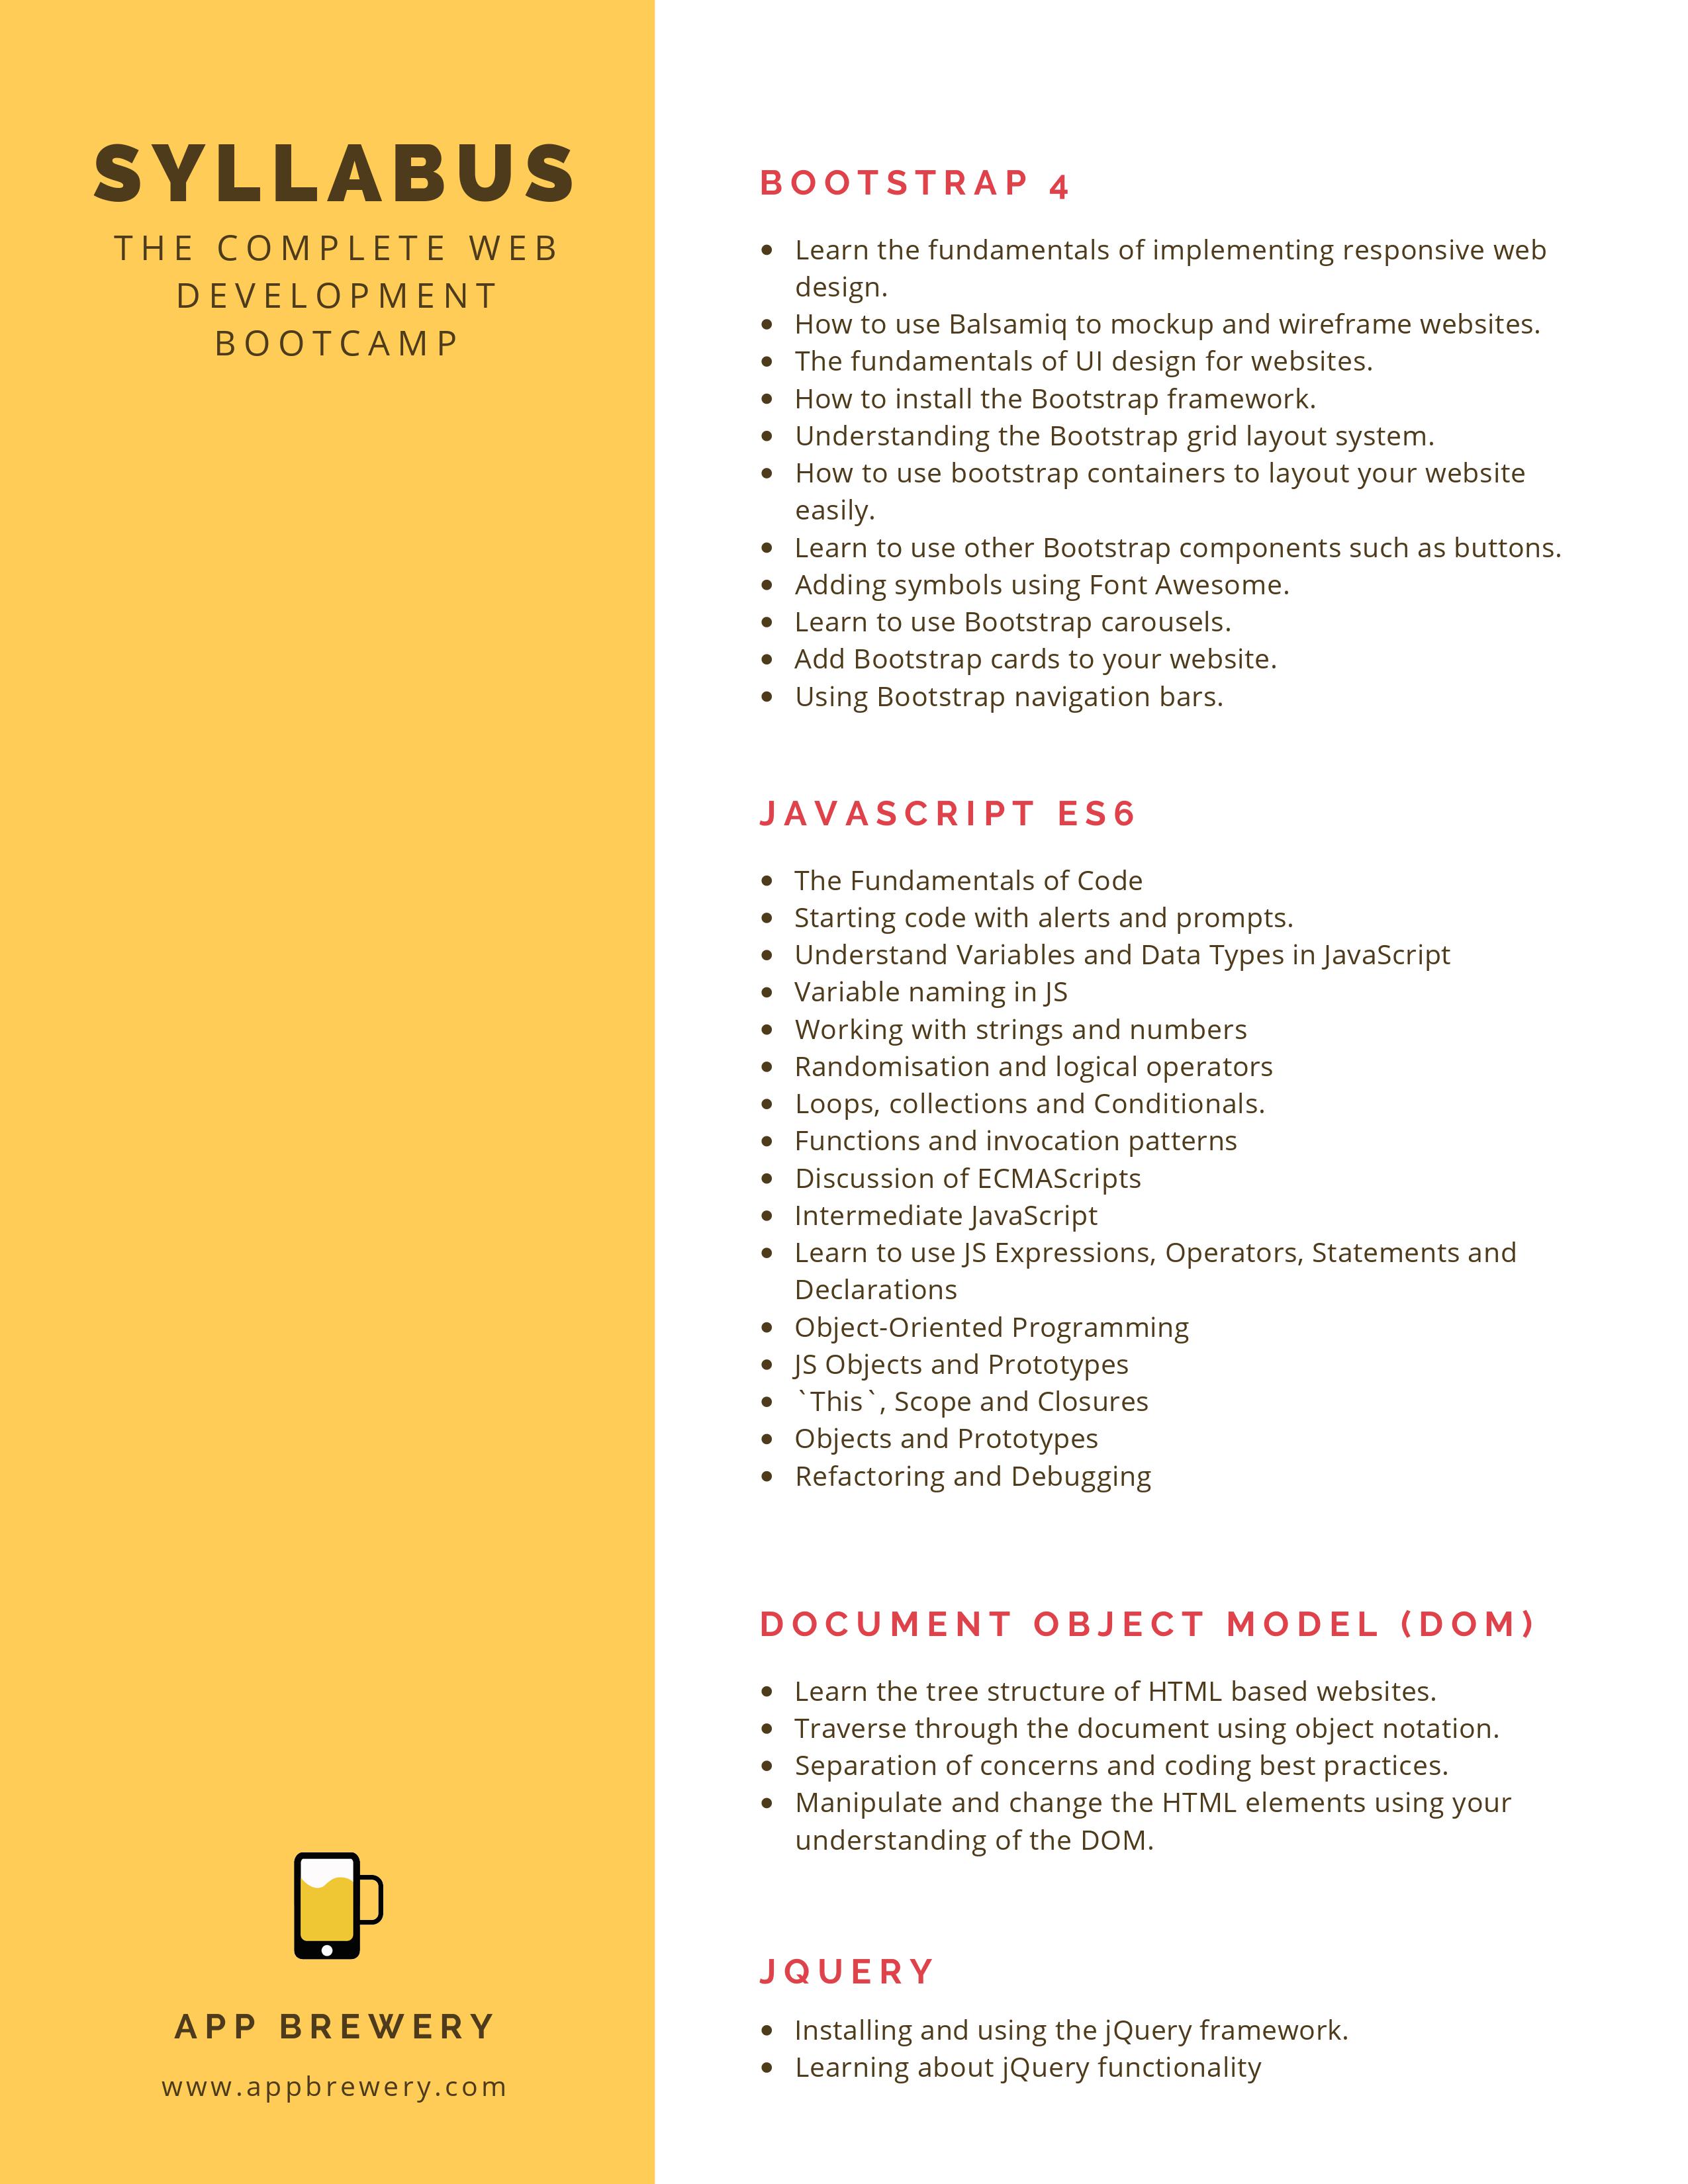 SYLLABUS
THE COMPLETE WEB
DEVELOPMENT
BOOTCAMP
APP BREWERY
www.appbrewery.com
BOOTSTRAP 4
• Learn the fundamentals of implementing responsive web
design.
• How to use Balsamiq to mockup and wireframe websites.
• The fundamentals of UI design for websites.
• How to install the Bootstrap framework.
• Understanding the Bootstrap grid layout system.
• How to use bootstrap containers to layout your website
easily.
• Learn to use other Bootstrap components such as buttons.
• Adding symbols using Font Awesome.
• Learn to use Bootstrap carousels.
• Add Bootstrap cards to your website.
• Using Bootstrap navigation bars.
JAVASCRIPT ES6
• The Fundamentals of Code
• Starting code with alerts and prompts.
• Understand Variables and Data Types in JavaScript
• Variable naming in JS
• Working with strings and numbers
• Randomisation and logical operators
• Loops, collections and Conditionals.
• Functions and invocation patterns
• Discussion of ECMAScripts
• Intermediate JavaScript
• Learn to use JS Expressions, Operators, Statements and
Declarations
• Object-Oriented Programming
• JS Objects and Prototypes
• `This`, Scope and Closures
• Objects and Prototypes
• Refactoring and Debugging
DOCUMENT OBJECT MODEL (DOM)
• Learn the tree structure of HTML based websites.
• Traverse through the document using object notation.
• Separation of concerns and coding best practices.
• Manipulate and change the HTML elements using your
understanding of the DOM.
JQUERY
• Installing and using the jQuery framework.
• Learning about jQuery functionality